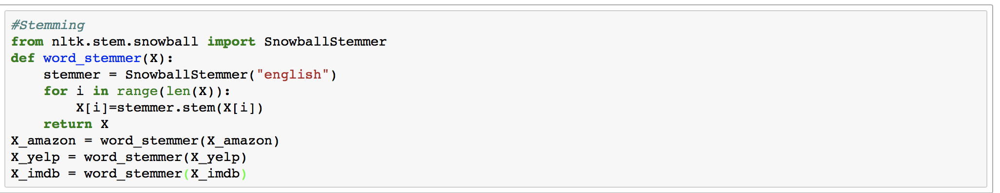 #Stemming
from nltk.stem.snowball import SnowballStemmer
def word_stemmer(X):
    stemmer = SnowballStemmer("english")
    for i in range(len(X)):
        X[i]=stemmer.stem(X[i])
    return X
X_amazon = word_stemmer(X_amazon)
X_yelp = word_stemmer(X_yelp)
X_imdb = word_stemmer(X_imdb)